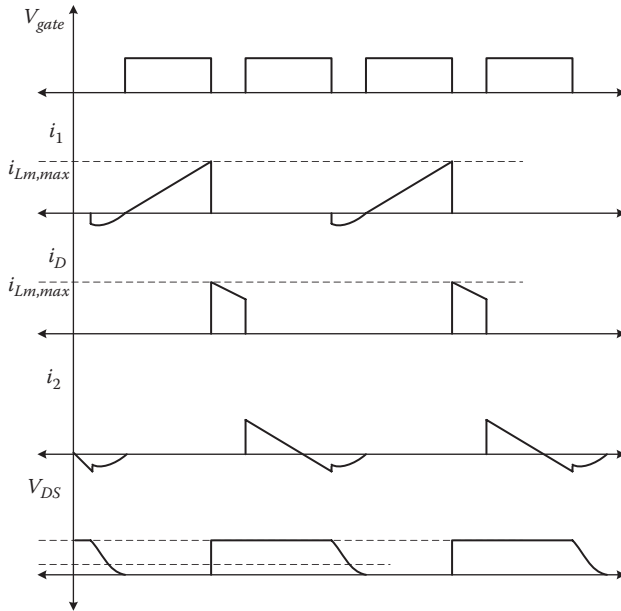 V_gate
i_1
i_Lm,max
i_D
i_Lm,max
i_2
V_DS